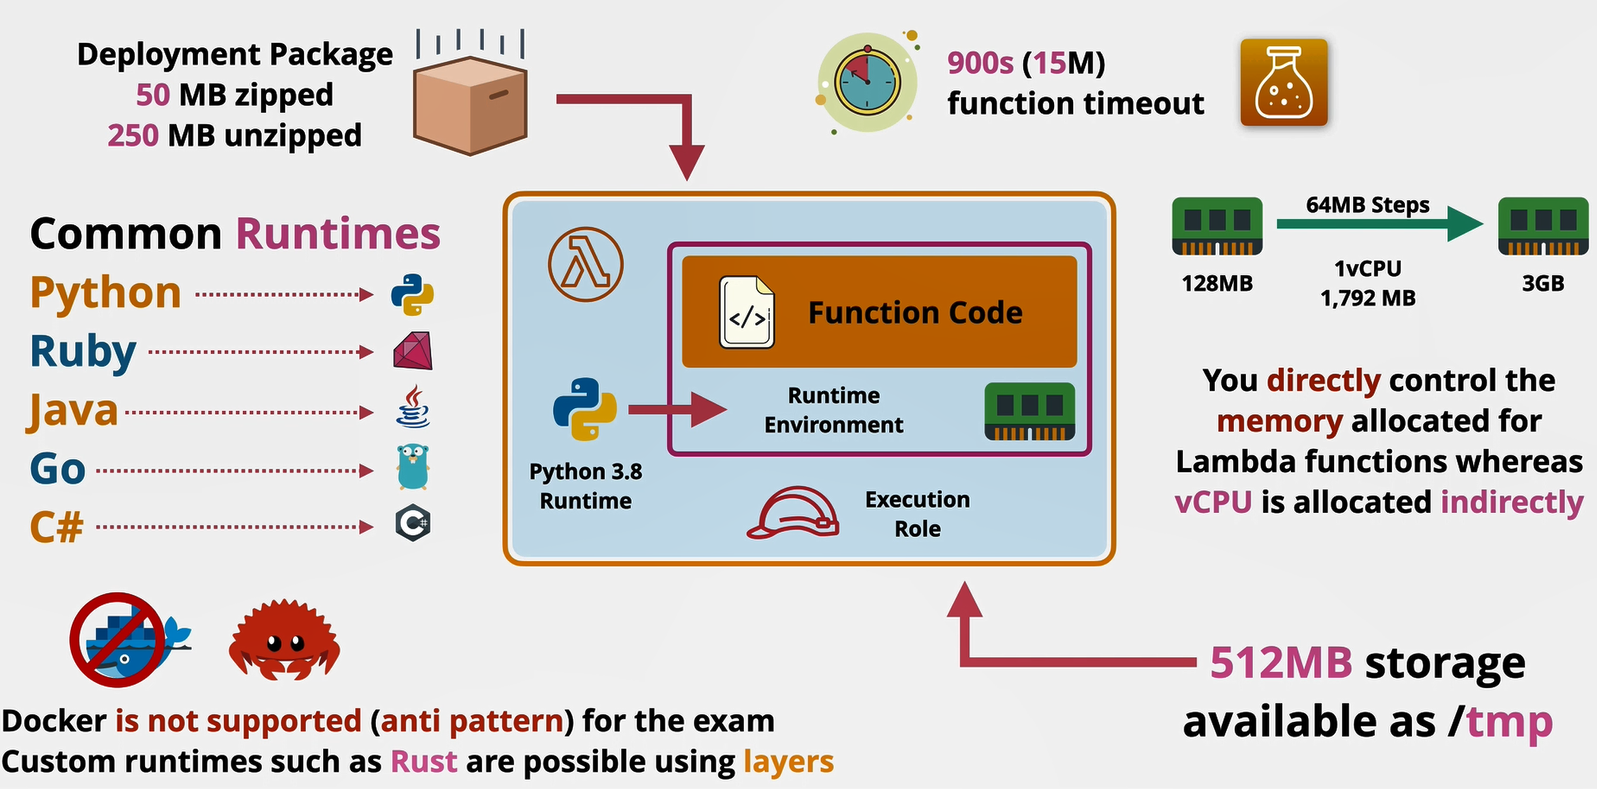 Deployment Package
50 MB zipped
250 MB unzipped
900s (15M)
function timeout
Common Runtimes
Python
Ruby
Java
Go
C#
</>
Function Code
Runtime
Environment
Python 3.8
Runtime
Execution
Role
64MB Steps
128MB
1vCPU
1,792 MB
3GB
You directly control the
memory allocated for
Lambda functions whereas
vCPU is allocated indirectly
512MB storage
available as /tmp
Docker is not supported (anti pattern) for the exam
Custom runtimes such as Rust are possible using layers